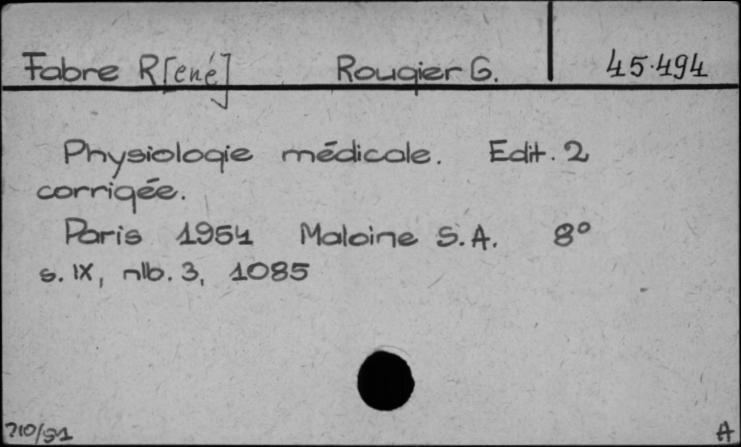 Fabre R[ené] Rougier G. 45.494
Physiologie médicale. Edit. 2
corrigée.
Paris 1954 Maloine S.A. 8°
s. IX, nlb. 3, 1085
710/91
A